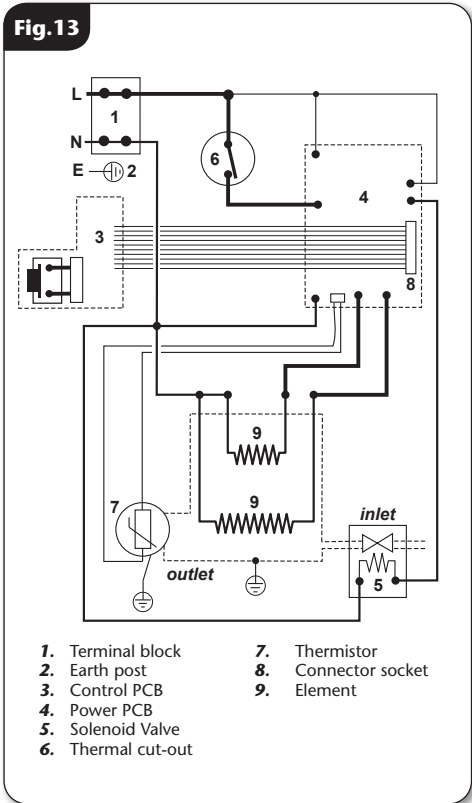 Fig.13
L
1
N
6
E
2
4
3
8
9
7
9
inlet
outlet
5
1. Terminal block
2. Earth post
3. Control PCB
4. Power PCB
5. Solenoid Valve
6. Thermal cut-out
7. Thermistor
8. Connector socket
9. Element